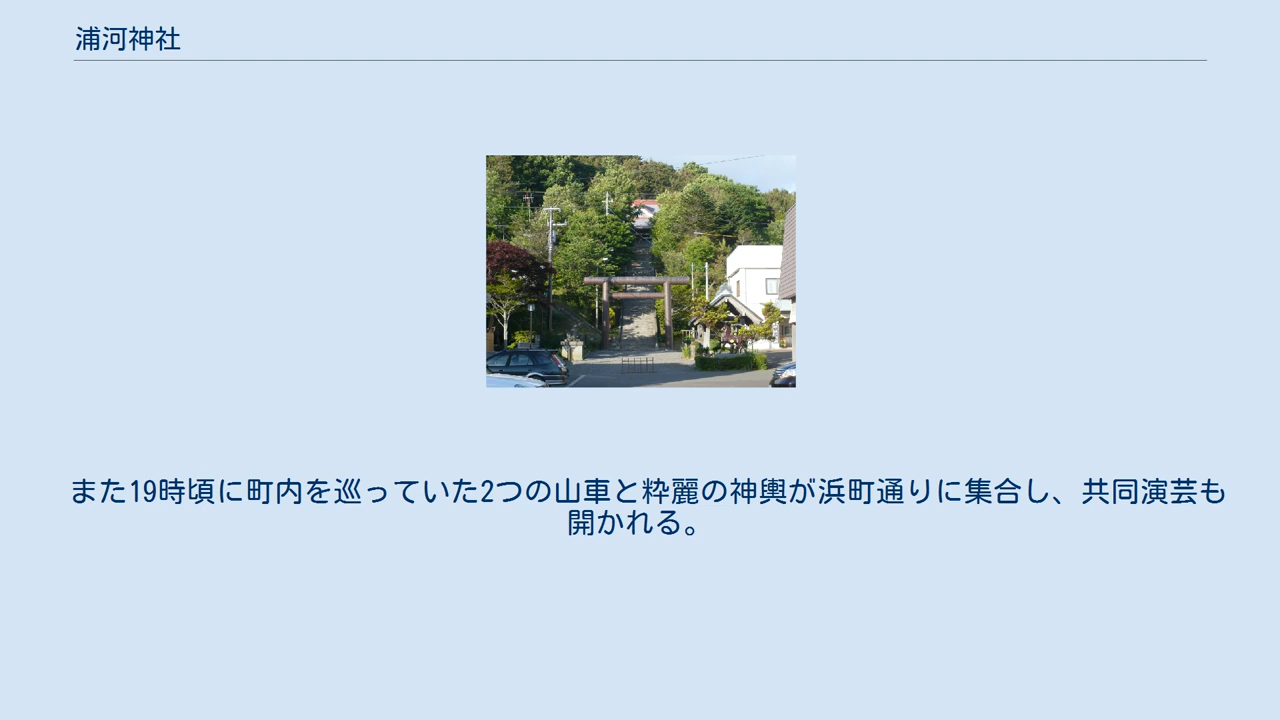 浦河神社
また19時頃に町内を巡っていた2つの山車と粋麗の神輿が浜町通りに集合し、共同演芸も
開かれる。